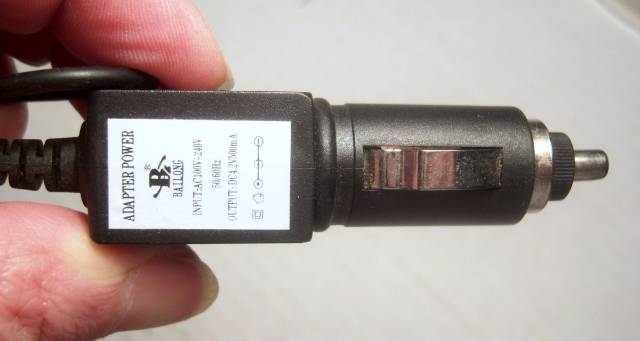 ADAPTER POWER
®
BAILONG
INPUT:AC100V-240V
50/60Hz
OUTPUT:DC4.2V500mA